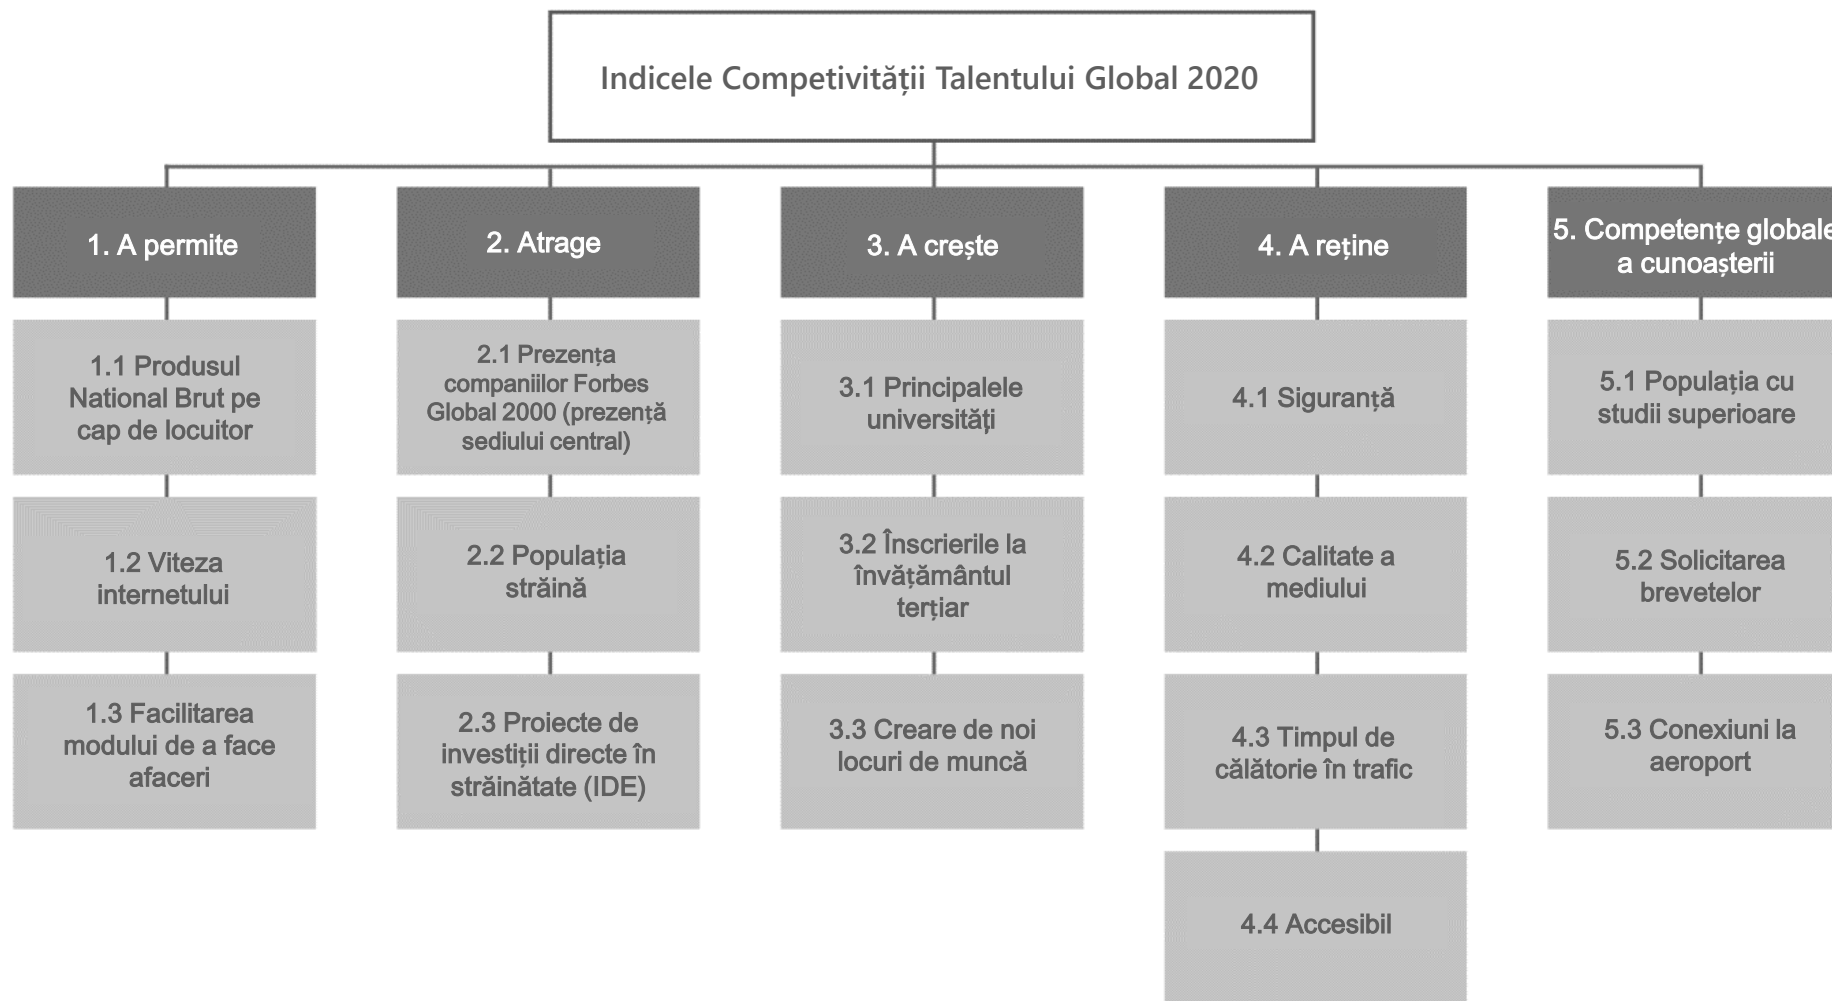 Indicele Competivității Talentului Global 2020
1. A permite
1.1 Produsul
National Brut pe
cap de locuitor
1.2 Viteza
internetului
1.3 Facilitarea
modului de a face
afaceri
2. Atrage
2.1 Prezența
companiilor Forbes
Global 2000 (prezență
sediului central)
2.2 Populația
străină
2.3 Proiecte de
investiții directe în
străinătate (IDE)
3. A crește
3.1 Principalele
universități
3.2 Înscrierile la
învățământul
terțiar
3.3 Creare de noi
locuri de muncă
4. A reține
4.1 Siguranță
4.2 Calitate a
mediului
4.3 Timpul de
călătorie în trafic
4.4 Accesibil
5. Competențe globale
a cunoașterii
5.1 Populația cu
studii superioare
5.2 Solicitarea
brevetelor
5.3 Conexiuni la
aeroport